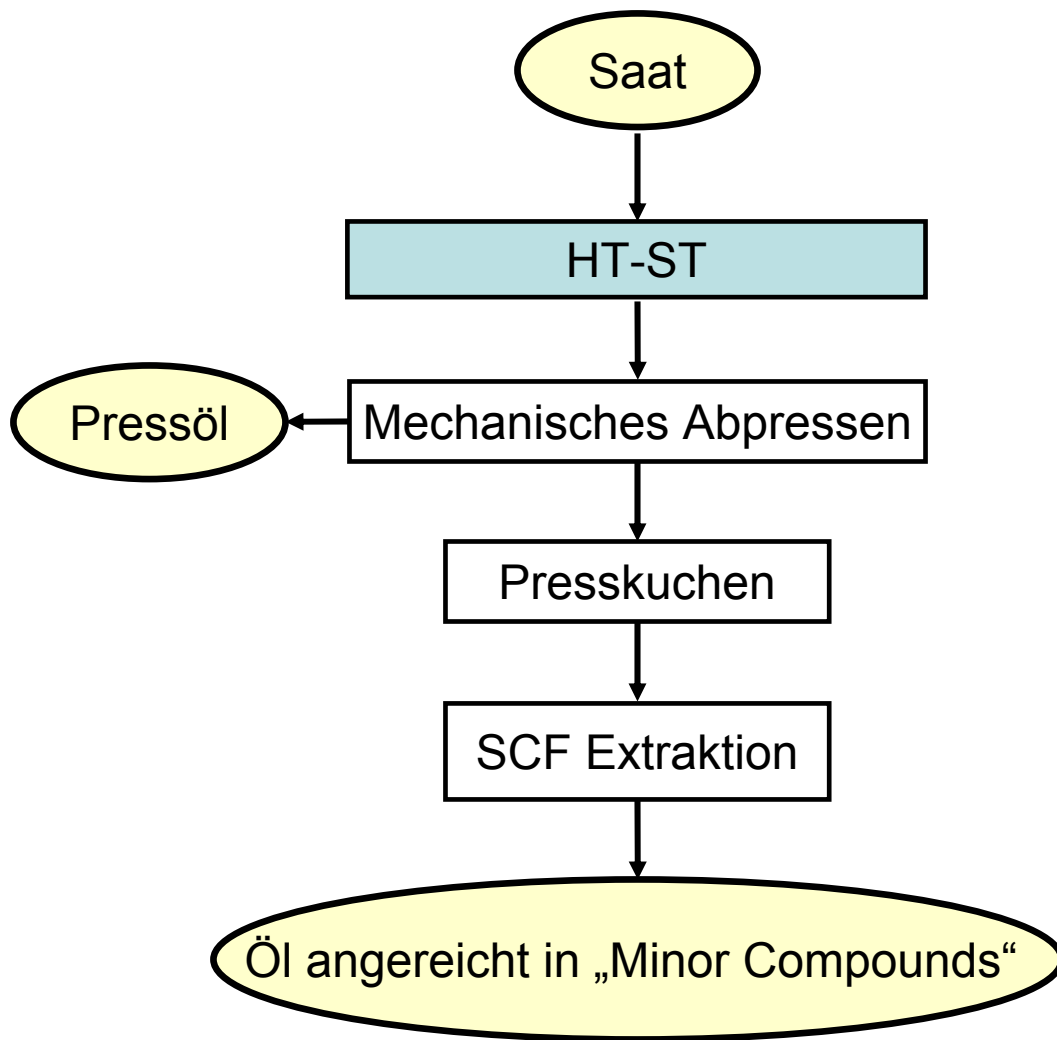 Saat
HT-ST
Pressöl
Mechanisches Abpressen
Presskuchen
SCF Extraktion
Öl angereicht in „Minor Compounds“